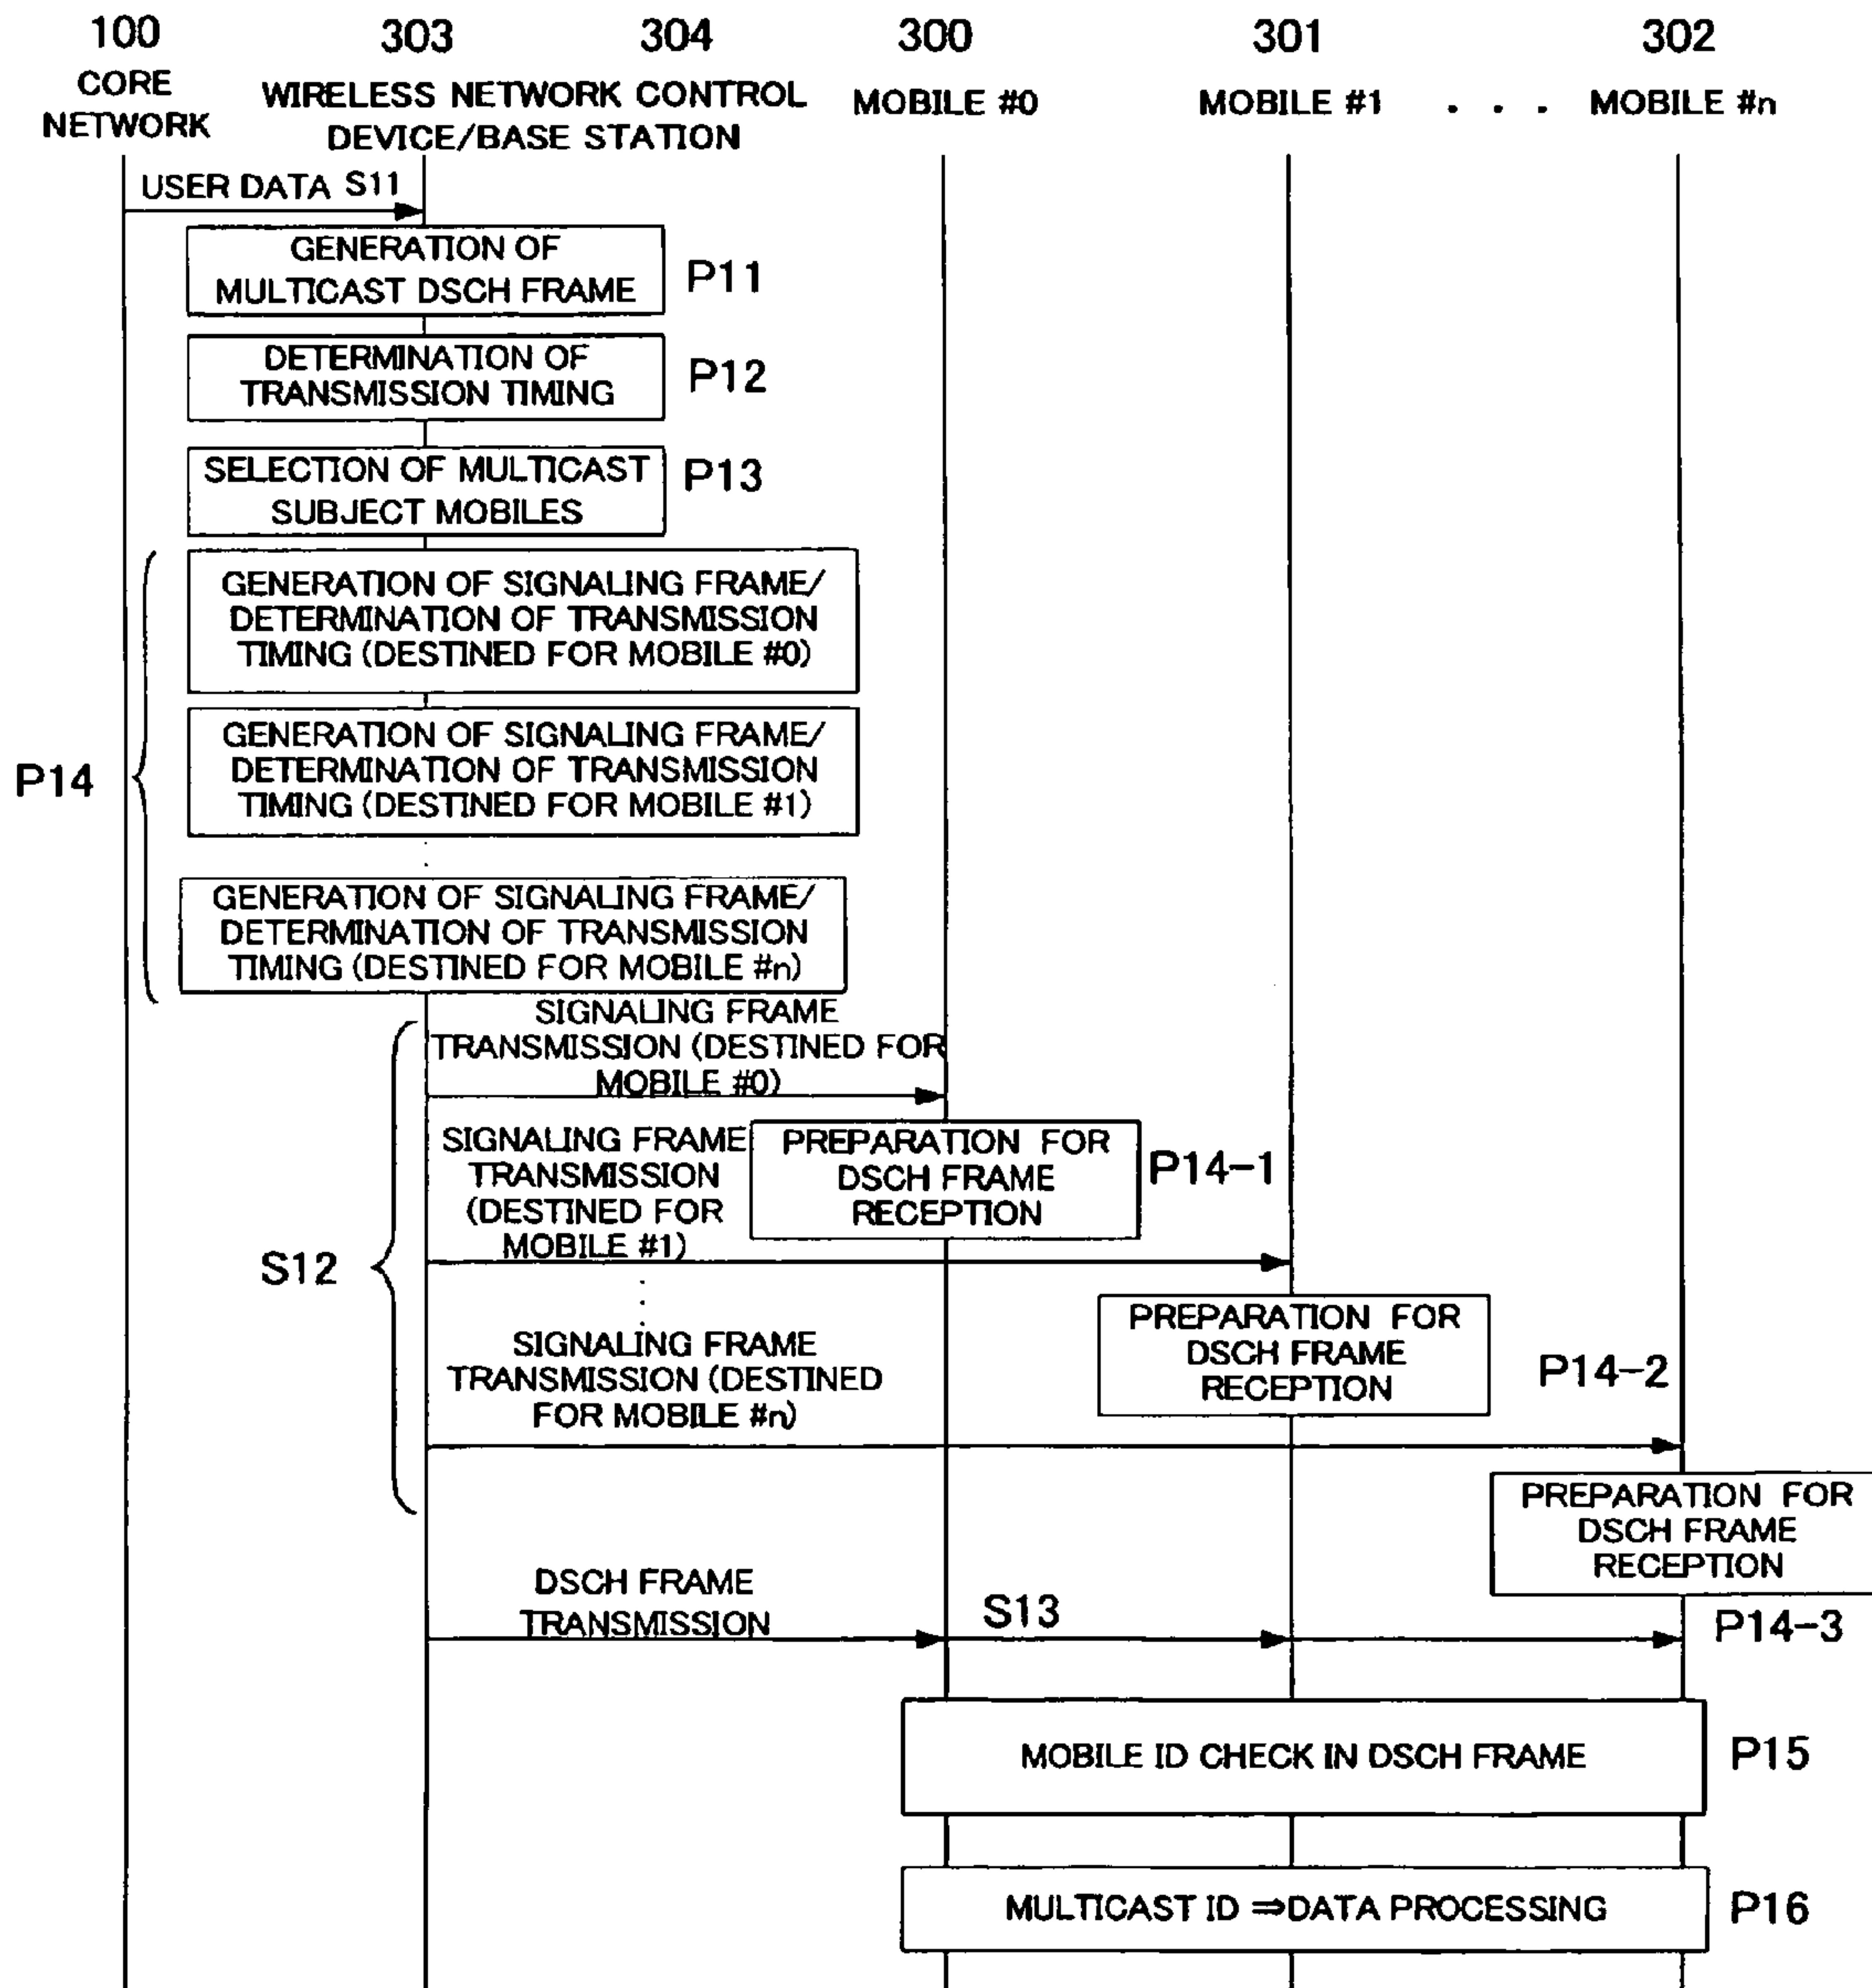 100 303 304 300 301 302
CORE
NETWORK
WIRELESS NETWORK CONTROL
DEVICE/BASE STATION
MOBILE #0
MOBILE #1 . . . MOBILE #n
USER DATA S11
GENERATION OF
MULTICAST DSCH FRAME
P11
DETERMINATION OF
TRANSMISSION TIMING
P12
SELECTION OF MULTICAST
SUBJECT MOBILES
P13
P14
GENERATION OF SIGNALING FRAME/
DETERMINATION OF TRANSMISSION
TIMING (DESTINED FOR MOBILE #0)
GENERATION OF SIGNALING FRAME/
DETERMINATION OF TRANSMISSION
TIMING (DESTINED FOR MOBILE #1)
GENERATION OF SIGNALING FRAME/
DETERMINATION OF TRANSMISSION
TIMING (DESTINED FOR MOBILE #n)
S12
SIGNALING FRAME
TRANSMISSION (DESTINED FOR
MOBILE #0)
PREPARATION FOR
DSCH FRAME
RECEPTION
P14-1
SIGNALING FRAME
TRANSMISSION
(DESTINED FOR
MOBILE #1)
PREPARATION FOR
DSCH FRAME
RECEPTION
P14-2
SIGNALING FRAME
TRANSMISSION (DESTINED
FOR MOBILE #n)
PREPARATION FOR
DSCH FRAME
RECEPTION
P14-3
DSCH FRAME
TRANSMISSION
S13
MOBILE ID CHECK IN DSCH FRAME
P15
MULTICAST ID ⇒DATA PROCESSING
P16